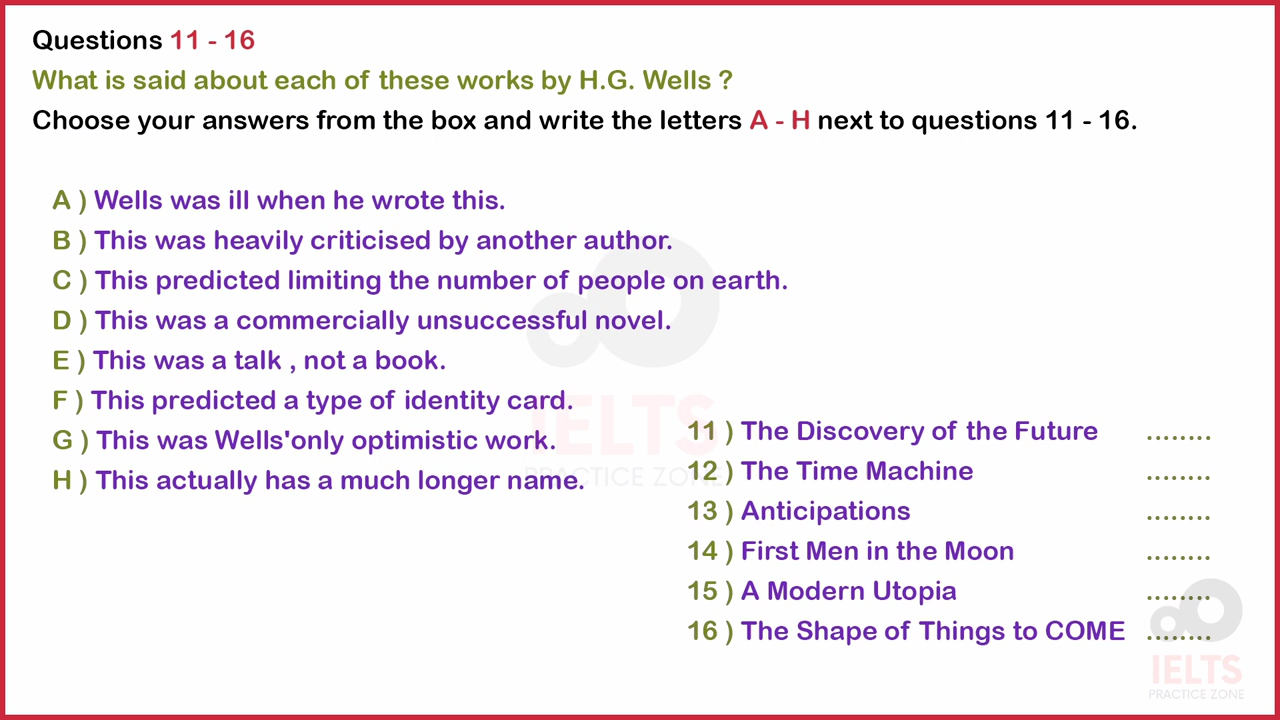 Questions 11 - 16
What is said about each of these works by H.G. Wells ?
Choose your answers from the box and write the letters A - H next to questions 11 - 16.
A ) Wells was ill when he wrote this.
B ) This was heavily criticised by another author.
C ) This predicted limiting the number of people on earth.
D ) This was a commercially unsuccessful novel.
E ) This was a talk , not a book.
F ) This predicted a type of identity card.
G ) This was Wells'only optimistic work.
H ) This actually has a much longer name.
IELTS
PRACTICE ZONE
11 ) The Discovery of the Future ........
12 ) The Time Machine ........
13 ) Anticipations ........
14 ) First Men in the Moon ........
15 ) A Modern Utopia ........
16 ) The Shape of Things to COME ........
IELTS
PRACTICE ZONE